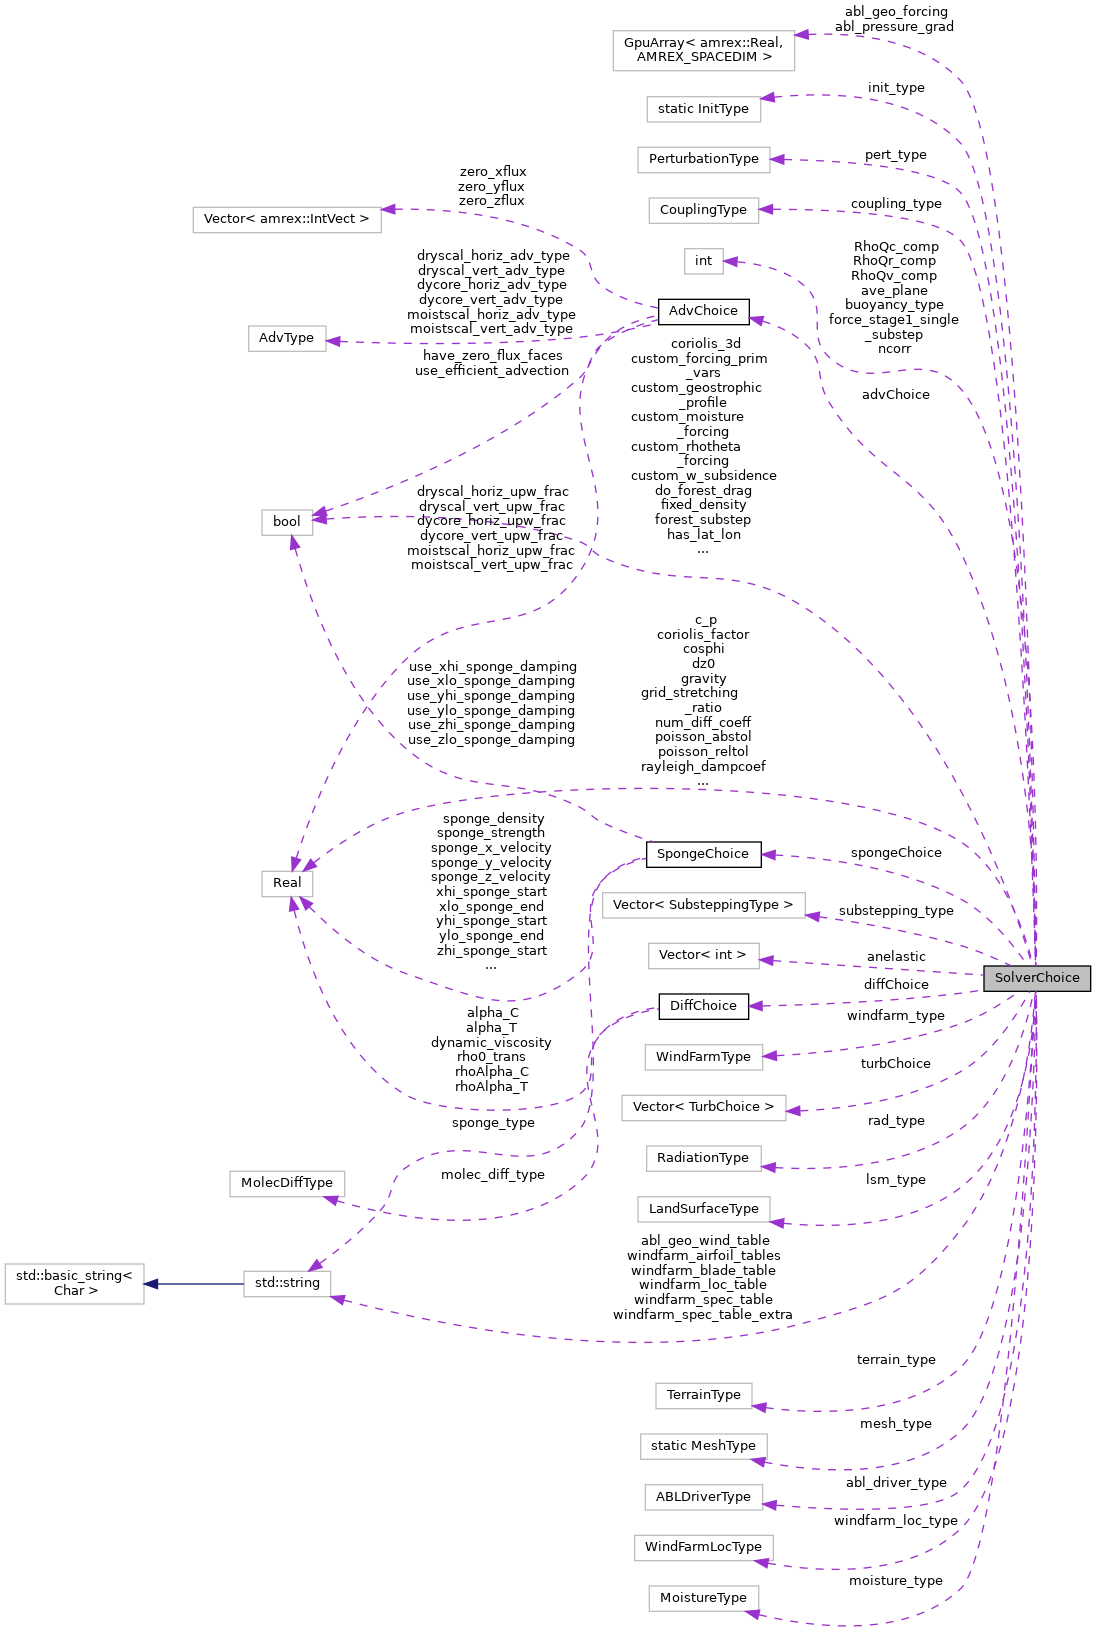 abl_geo_forcing
abl_pressure_grad
GpuArray< amrex::Real,
AMREX_SPACEDIM >
init_type
static InitType
pert_type
PerturbationType
coupling_type
CouplingType
zero_xflux
zero_yflux
zero_zflux
Vector< amrex::IntVect >
RhoQc_comp
RhoQr_comp
RhoQv_comp
ave_plane
buoyancy_type
force_stage1_single
_substep
ncorr
int
dryscal_horiz_adv_type
dryscal_vert_adv_type
dycore_horiz_adv_type
dycore_vert_adv_type
moistscal_horiz_adv_type
moistscal_vert_adv_type
AdvChoice
AdvType
advChoice
have_zero_flux_faces
use_efficient_advection
coriolis_3d
custom_forcing_prim
_vars
custom_geostrophic
_profile
custom_moisture
_forcing
custom_rhotheta
_forcing
custom_w_subsidence
do_forest_drag
fixed_density
forest_substep
has_lat_lon
...
bool
dryscal_horiz_upw_frac
dryscal_vert_upw_frac
dycore_horiz_upw_frac
dycore_vert_upw_frac
moistscal_horiz_upw_frac
moistscal_vert_upw_frac
c_p
coriolis_factor
cosphi
dz0
gravity
grid_stretching
_ratio
num_diff_coeff
poisson_abstol
poisson_reltol
rayleigh_dampcoef
...
use_xhi_sponge_damping
use_xlo_sponge_damping
use_yhi_sponge_damping
use_ylo_sponge_damping
use_zhi_sponge_damping
use_zlo_sponge_damping
sponge_density
sponge_strength
sponge_x_velocity
sponge_y_velocity
sponge_z_velocity
xhi_sponge_start
xlo_sponge_end
yhi_sponge_start
ylo_sponge_end
zhi_sponge_start
...
Real
SpongeChoice
spongeChoice
Vector< SubsteppingType >
substepping_type
Vector< int >
anelastic
SolverChoice
diffChoice
DiffChoice
alpha_C
alpha_T
dynamic_viscosity
rho0_trans
rhoAlpha_C
rhoAlpha_T
windfarm_type
WindFarmType
turbChoice
Vector< TurbChoice >
sponge_type
rad_type
RadiationType
molec_diff_type
MolecDiffType
lsm_type
LandSurfaceType
abl_geo_wind_table
windfarm_airfoil_tables
windfarm_blade_table
windfarm_loc_table
windfarm_spec_table
windfarm_spec_table_extra
std::basic_string<
Char >
std::string
terrain_type
TerrainType
mesh_type
static MeshType
abl_driver_type
ABLDriverType
windfarm_loc_type
WindFarmLocType
moisture_type
MoistureType